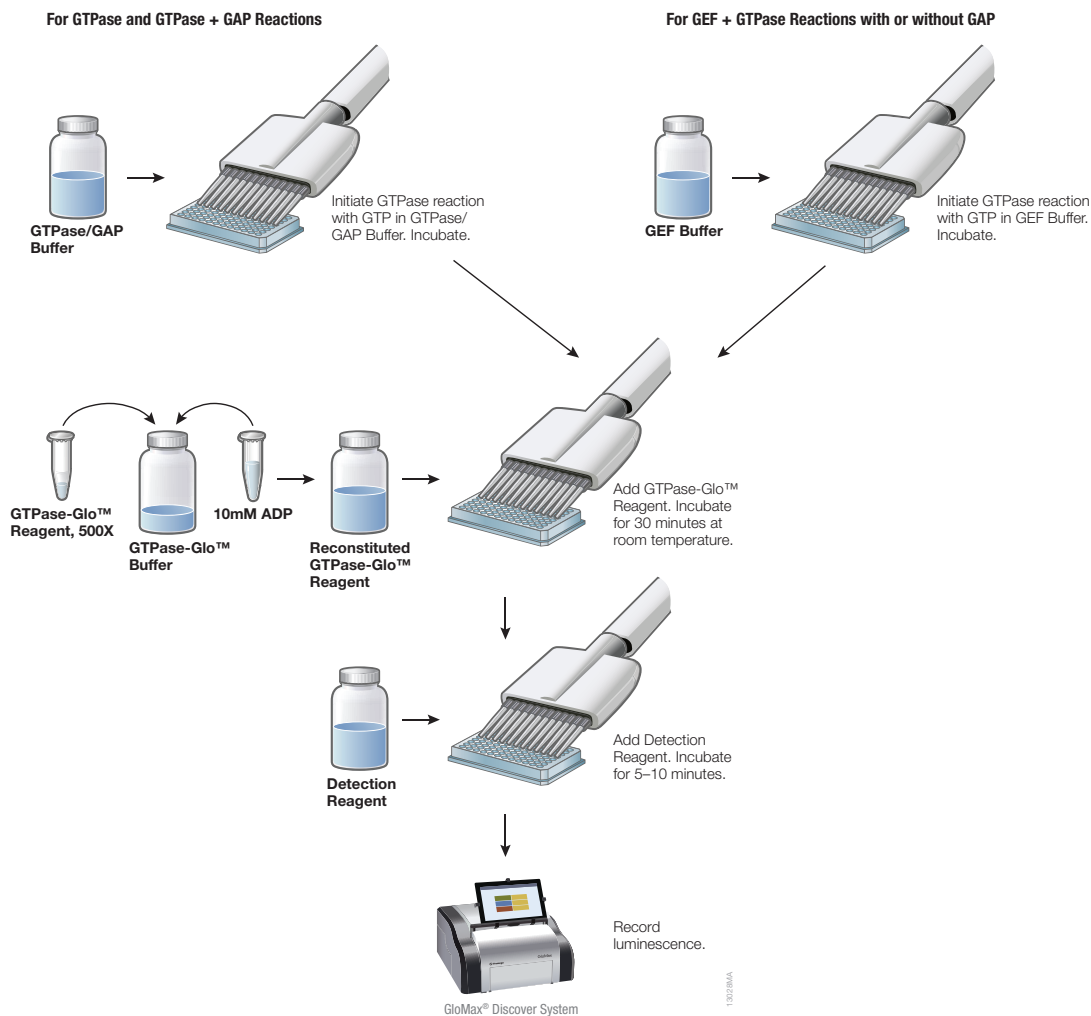 For GTPase and GTPase + GAP Reactions
For GEF + GTPase Reactions with or without GAP
GTPase/GAP
Buffer
Initiate GTPase reaction
with GTP in GTPase/
GAP Buffer. Incubate.
GEF Buffer
Initiate GTPase reaction
with GTP in GEF Buffer.
Incubate.
GTPase-Glo™
Reagent, 500X
GTPase-Glo™
Buffer
10mM ADP
Reconstituted
GTPase-Glo™
Reagent
Add GTPase-Glo™
Reagent. Incubate
for 30 minutes at
room temperature.
Detection
Reagent
Add Detection
Reagent. Incubate
for 5–10 minutes.
Record
luminescence.
GloMax® Discover System
13028MA